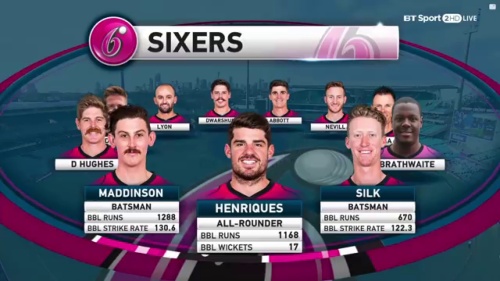 BT Sport 2HD LIVE
6 SIXERS
LYON
DWARSHUIS
ABBOTT
NEVILL
D HUGHES
BRATHWAITE
MADDINSON
BATSMAN
BBL RUNS 1288
BBL STRIKE RATE 130.6
HENRIQUES
ALL-ROUNDER
BBL RUNS 1168
BBL WICKETS 17
SILK
BATSMAN
BBL RUNS 670
BBL STRIKE RATE 122.3